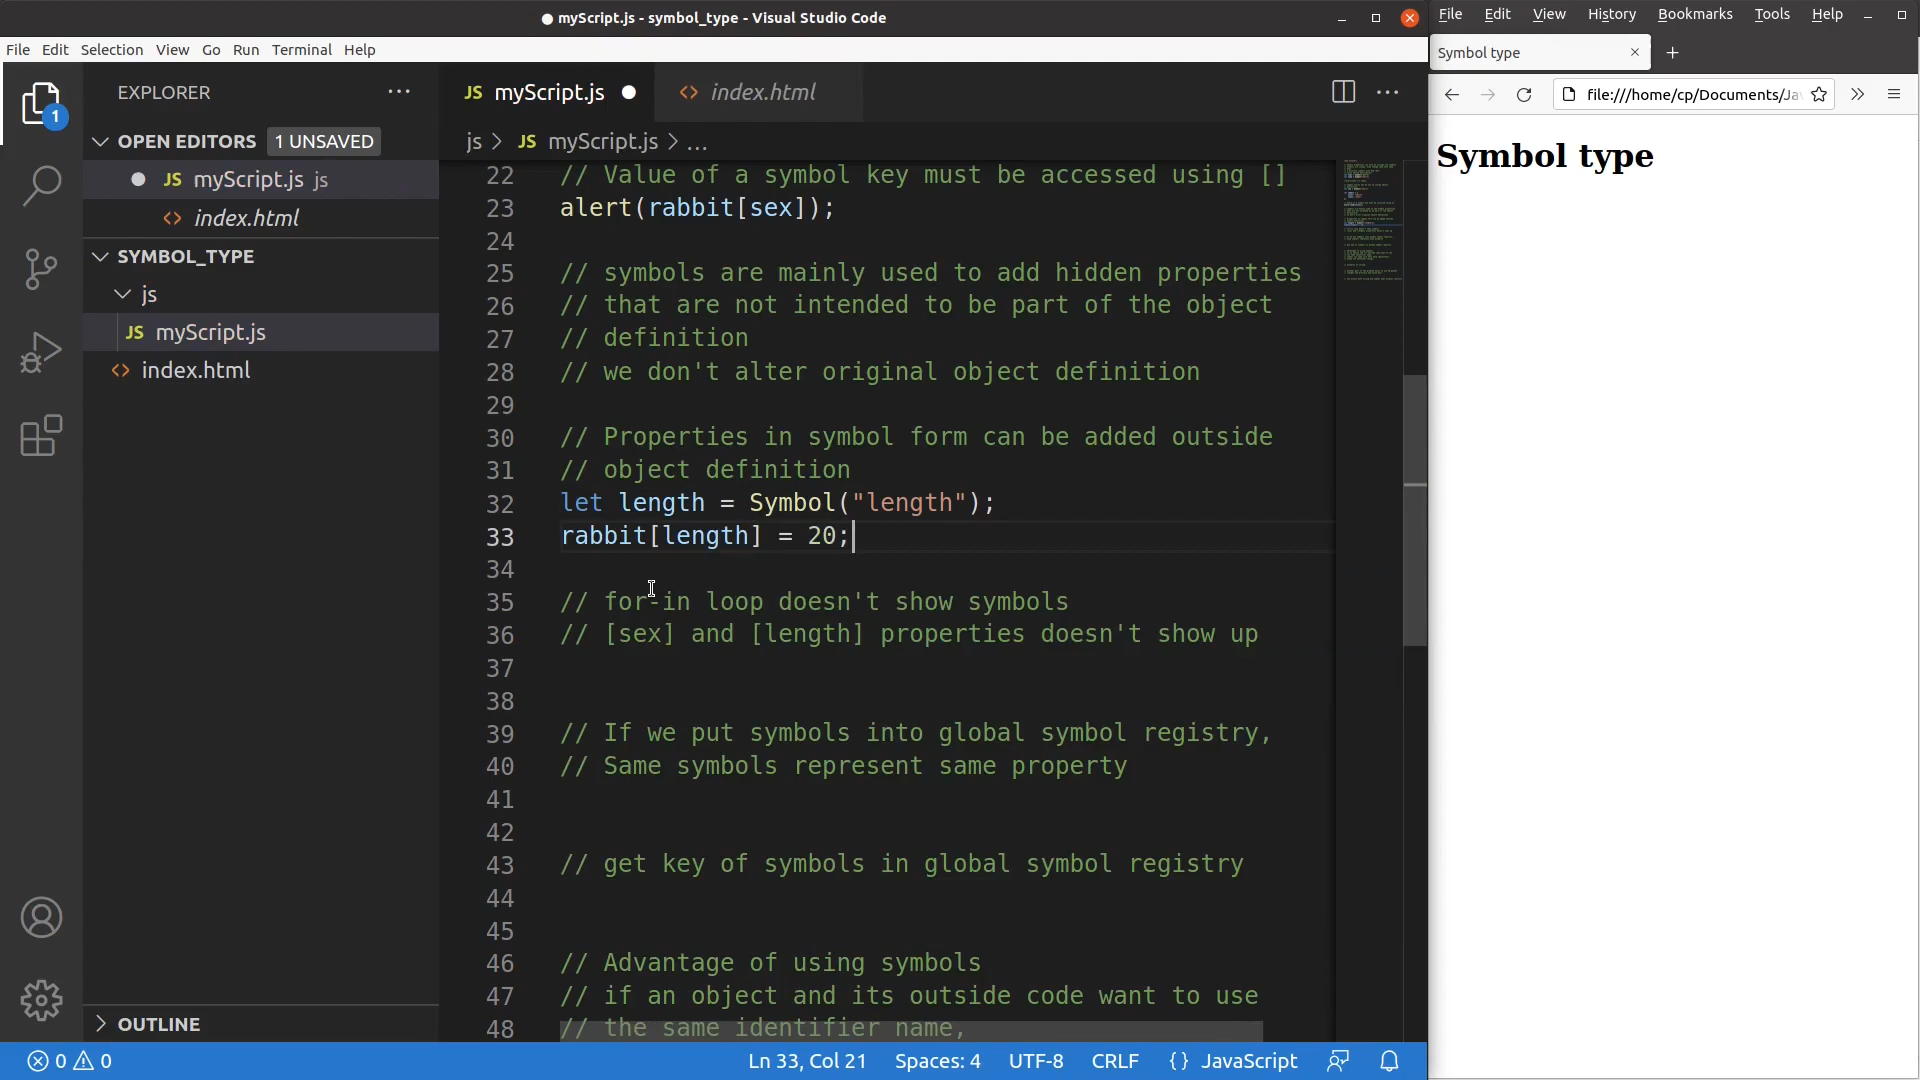 myScript.js - symbol_type - Visual Studio Code
File Edit Selection View Go Run Terminal Help
EXPLORER
OPEN EDITORS 1 UNSAVED
JS myScript.js js
<> index.html
SYMBOL_TYPE
js
JS myScript.js
<> index.html
OUTLINE
1
JS myScript.js
<> index.html
js > JS myScript.js > ...
22 // Value of a symbol key must be accessed using []
23 alert(rabbit[sex]);
24
25 // symbols are mainly used to add hidden properties
26 // that are not intended to be part of the object
27 // definition
28 // we don't alter original object definition
29
30 // Properties in symbol form can be added outside
31 // object definition
32 let length = Symbol("length");
33 rabbit[length] = 20;
34
35 // for-in loop doesn't show symbols
36 // [sex] and [length] properties doesn't show up
37
38
39 // If we put symbols into global symbol registry,
40 // Same symbols represent same property
41
42
43 // get key of symbols in global symbol registry
44
45
46 // Advantage of using symbols
47 // if an object and its outside code want to use
48 // the same identifier name,
0 0 Ln 33, Col 21 Spaces: 4 UTF-8 CRLF {} JavaScript
File Edit View History Bookmarks Tools Help
Symbol type
file:///home/cp/Documents/Ja
Symbol type